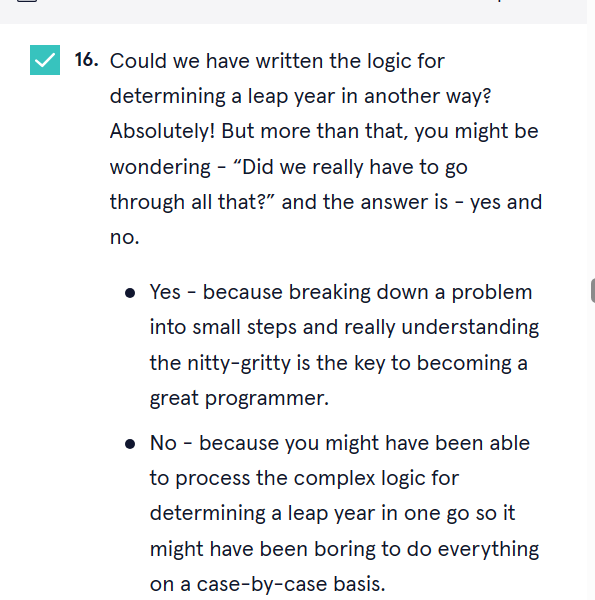 16. Could we have written the logic for
determining a leap year in another way?
Absolutely! But more than that, you might be
wondering - “Did we really have to go
through all that?” and the answer is - yes and
no.
• Yes - because breaking down a problem
into small steps and really understanding
the nitty-gritty is the key to becoming a
great programmer.
• No - because you might have been able
to process the complex logic for
determining a leap year in one go so it
might have been boring to do everything
on a case-by-case basis.